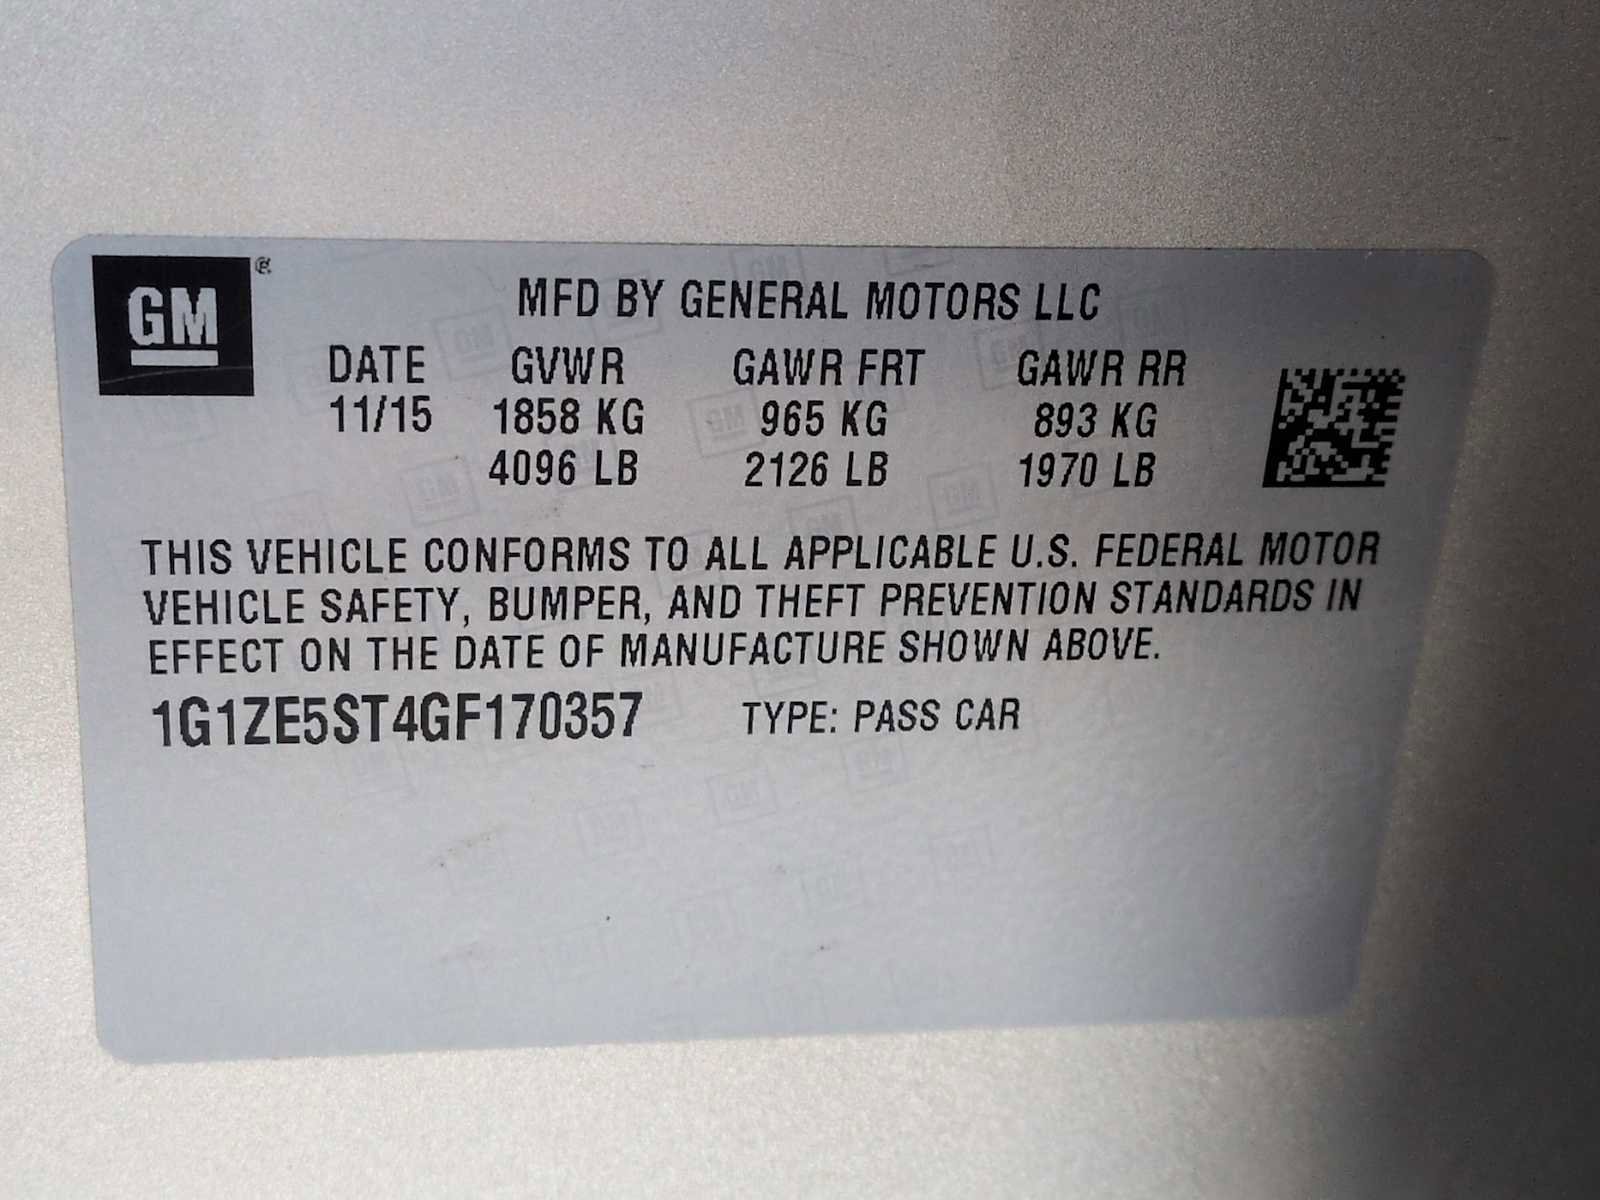 GM ®
MFD BY GENERAL MOTORS LLC
DATE GVWR GAWR FRT GAWR RR
11/15 1858 KG 965 KG 893 KG
4096 LB 2126 LB 1970 LB
THIS VEHICLE CONFORMS TO ALL APPLICABLE U.S. FEDERAL MOTOR
VEHICLE SAFETY, BUMPER, AND THEFT PREVENTION STANDARDS IN
EFFECT ON THE DATE OF MANUFACTURE SHOWN ABOVE.
1G1ZE5ST4GF170357 TYPE: PASS CAR